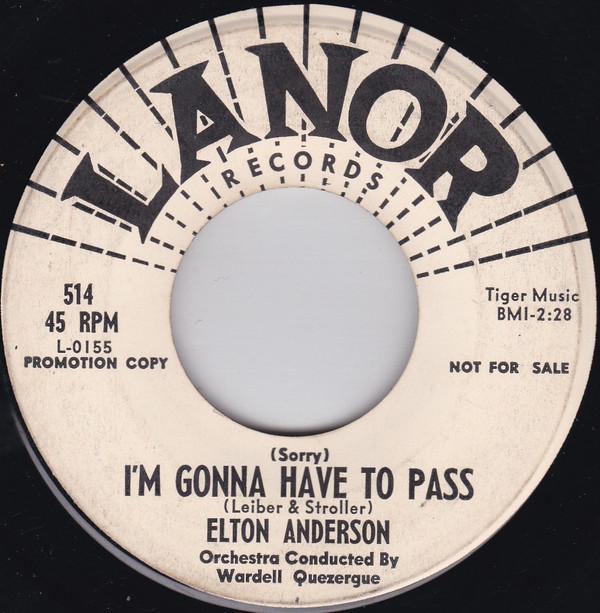 LANOR
RECORDS
514
45 RPM
L-0155
PROMOTION COPY
Tiger Music
BMI-2:28
NOT FOR SALE
(Sorry)
I'M GONNA HAVE TO PASS
(Leiber & Stroller)
ELTON ANDERSON
Orchestra Conducted By
Wardell Quezergue